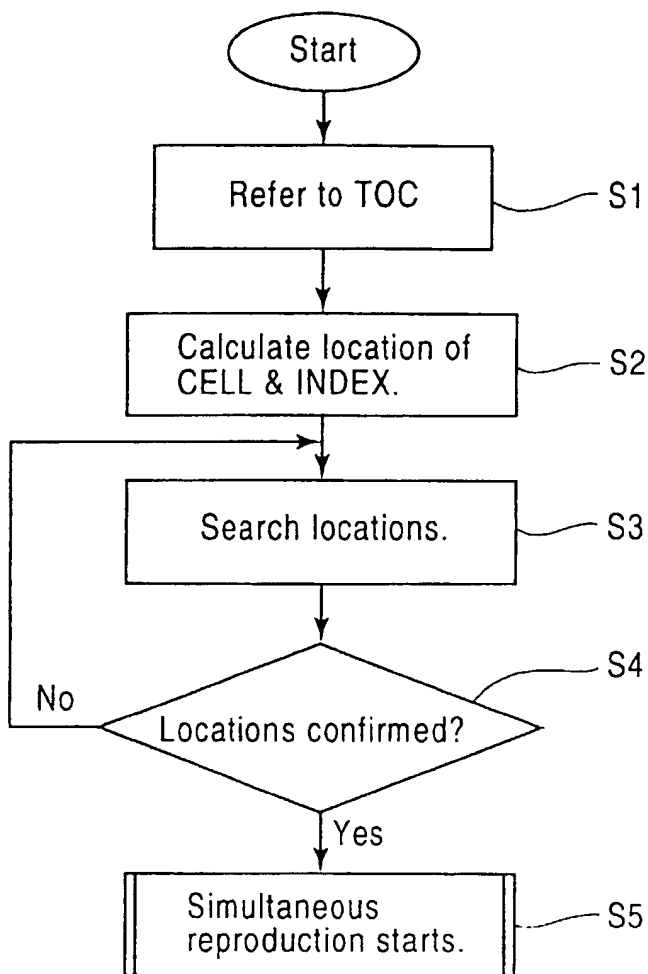 Start
Refer to TOC
S1
Calculate location of
CELL & INDEX.
S2
Search locations.
S3
S4
No
Locations confirmed?
Yes
Simultaneous
reproduction starts.
S5